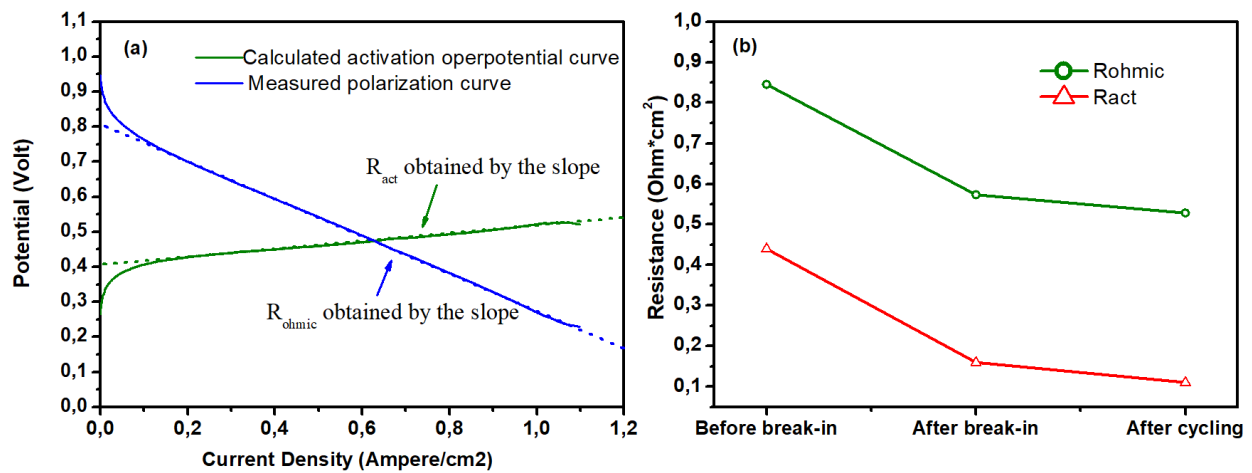 (a)
Calculated activation operpotential curve
Measured polarization curve
R_act obtained by the slope
R_ohmic obtained by the slope
Potential (Volt)
1,1
1,0
0,9
0,8
0,7
0,6
0,5
0,4
0,3
0,2
0,1
0,0
0,0 0,2 0,4 0,6 0,8 1,0 1,2
Current Density (Ampere/cm2)
(b)
Rohmic
Ract
Resistance (Ohm*cm²)
0,9
0,8
0,7
0,6
0,5
0,4
0,3
0,2
0,1
Before break-in After break-in After cycling